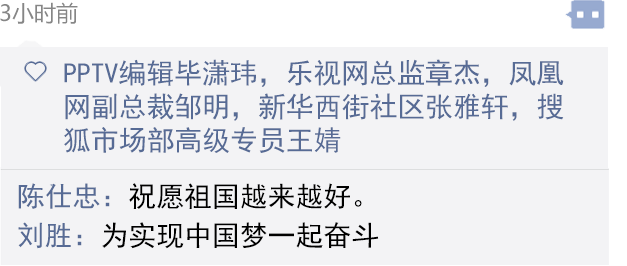 3小时前
PPTV编辑毕潇玮，乐视网总监章杰，凤凰
网副总裁邹明，新华西街社区张雅轩，搜
狐市场部高级专员王婧
陈仕忠：祝愿祖国越来越好。
刘胜：为实现中国梦一起奋斗